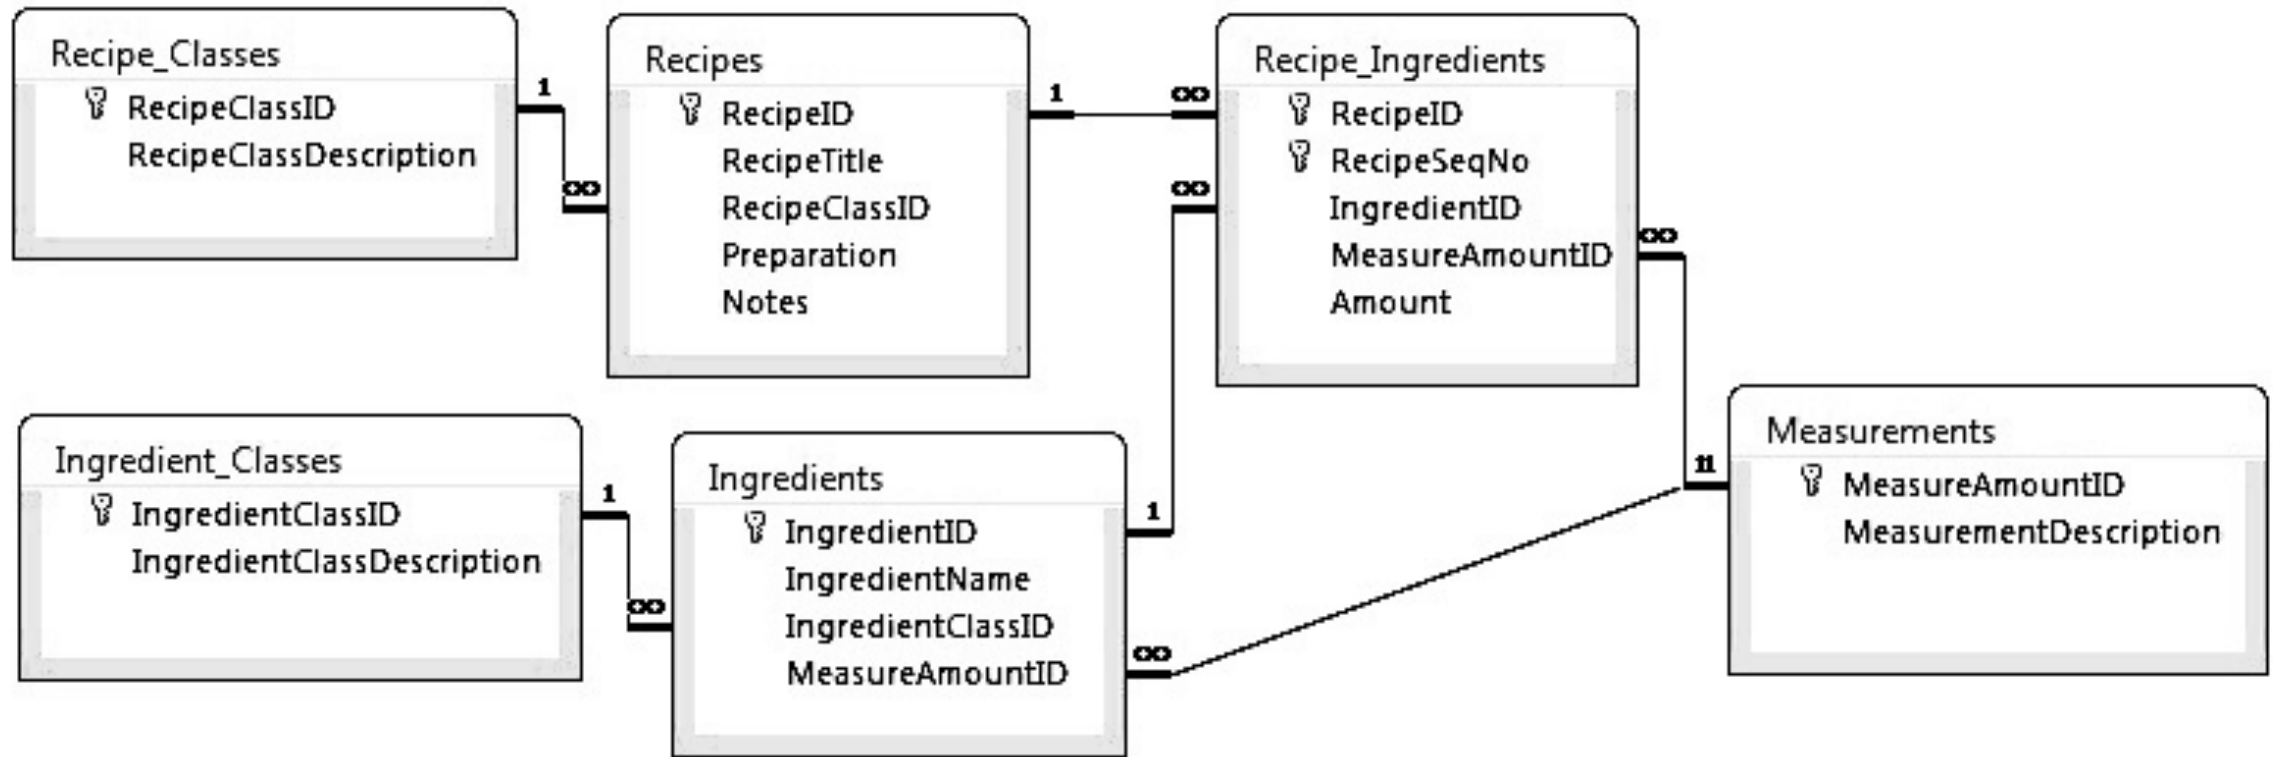 Recipe_Classes
RecipeClassID
RecipeClassDescription
1
∞
Recipes
RecipeID
RecipeTitle
RecipeClassID
Preparation
Notes
1
∞
∞
Recipe_Ingredients
RecipeID
RecipeSeqNo
IngredientID
MeasureAmountID
Amount
∞
Ingredient_Classes
IngredientClassID
IngredientClassDescription
1
∞
Ingredients
IngredientID
IngredientName
IngredientClassID
MeasureAmountID
1
∞
11
Measurements
MeasureAmountID
MeasurementDescription